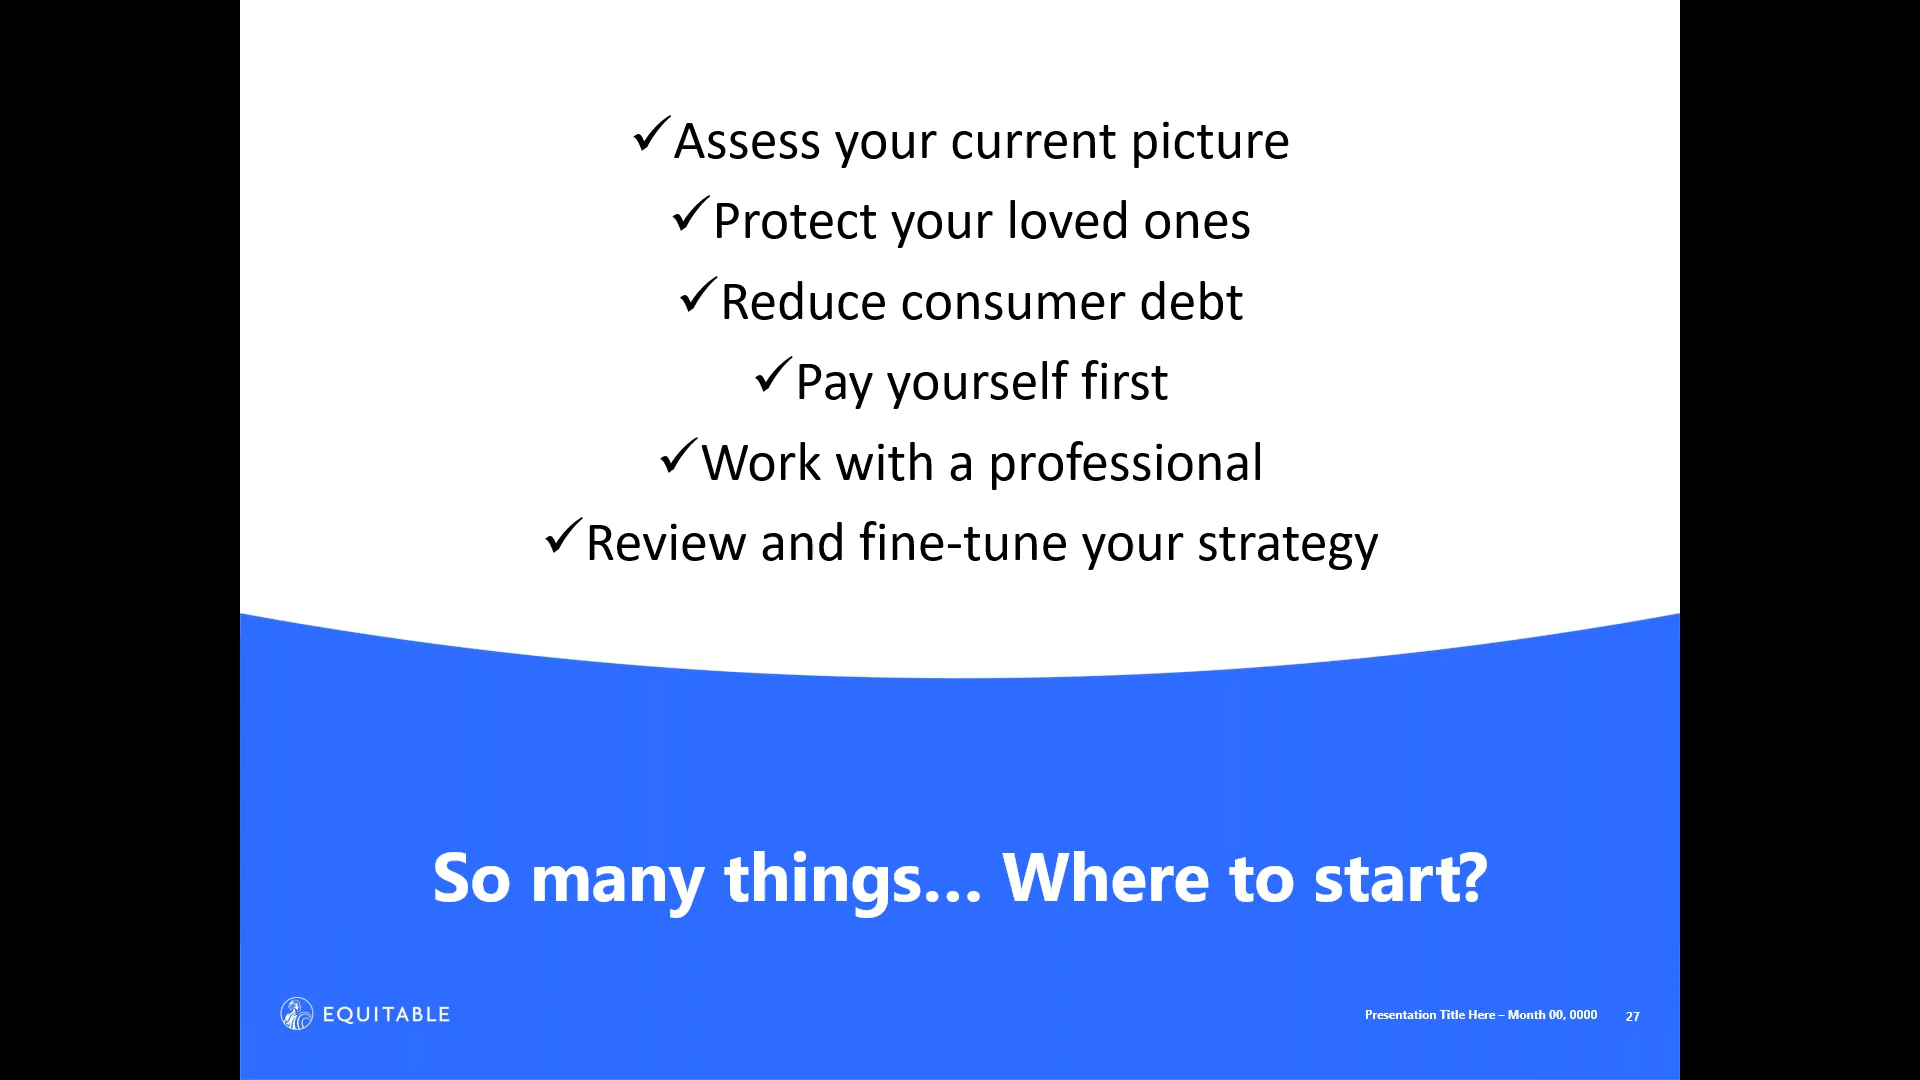 ✓Assess your current picture
✓Protect your loved ones
✓Reduce consumer debt
✓Pay yourself first
✓Work with a professional
✓Review and fine-tune your strategy
So many things... Where to start?
EQUITABLE
Presentation Title Here – Month 00, 0000 27